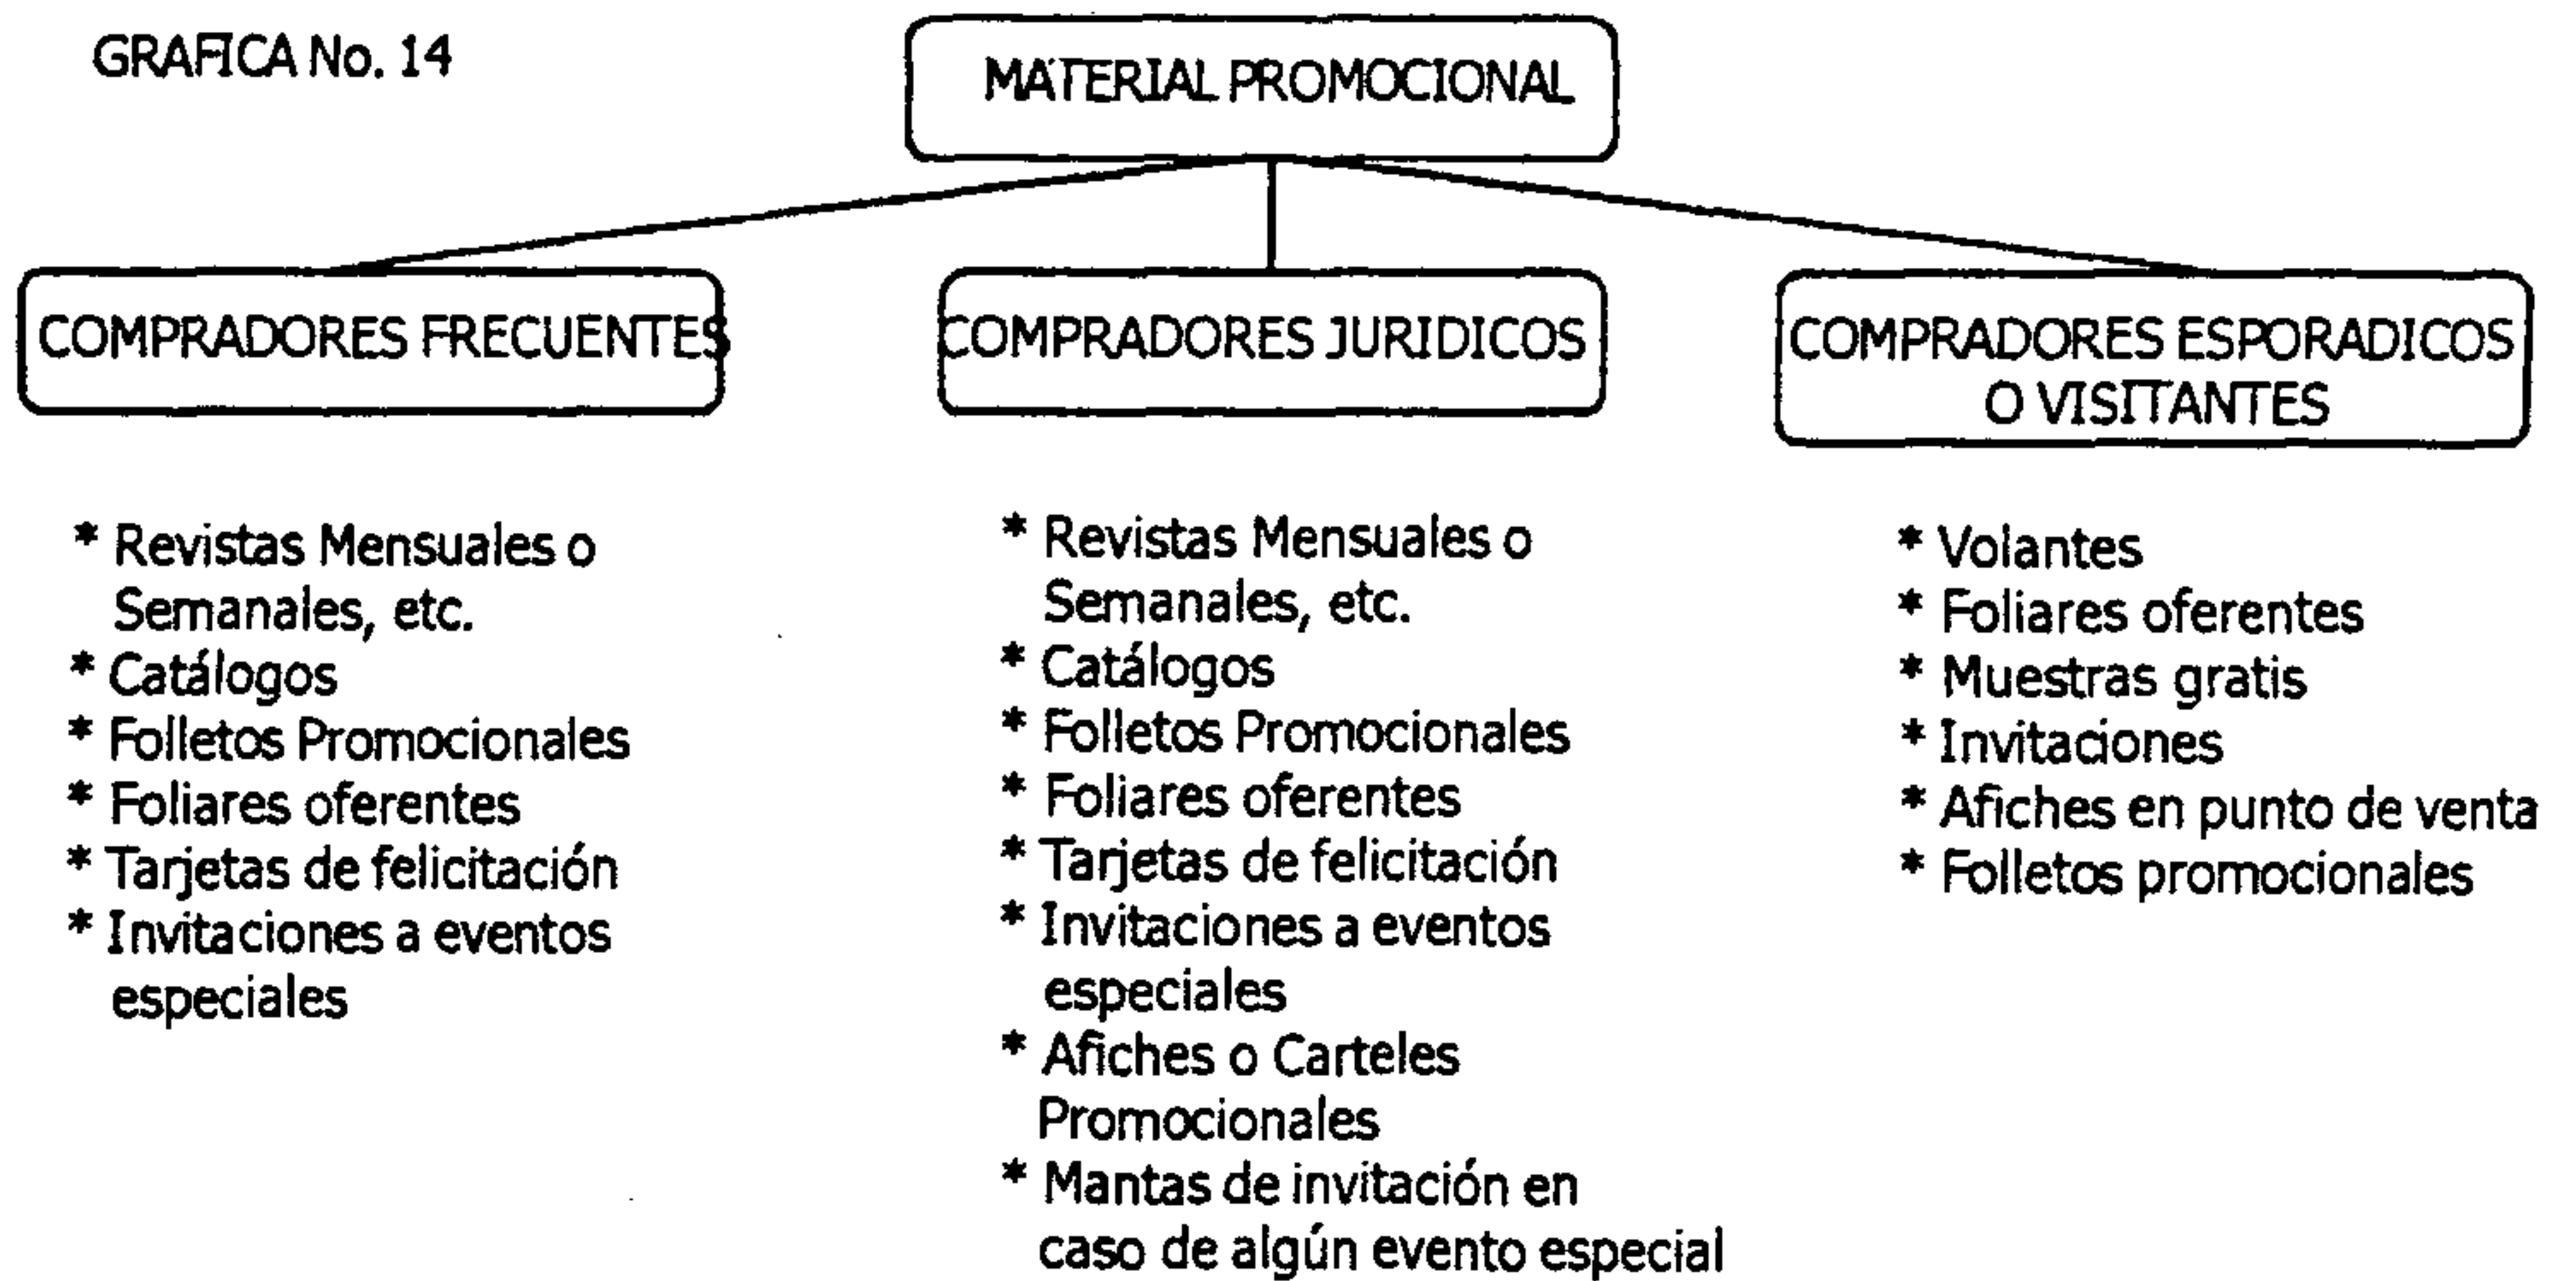 GRAFICA No. 14
MATERIAL PROMOCIONAL
COMPRADORES FRECUENTES
* Revistas Mensuales o
Semanales, etc.
* Catálogos
* Folletos Promocionales
* Foliares oferentes
* Tarjetas de felicitación
* Invitaciones a eventos
especiales
COMPRADORES JURIDICOS
* Revistas Mensuales o
Semanales, etc.
* Catálogos
* Folletos Promocionales
* Foliares oferentes
* Tarjetas de felicitación
* Invitaciones a eventos
especiales
* Afiches o Carteles
Promocionales
* Mantas de invitación en
caso de algún evento especial
COMPRADORES ESPORADICOS
O VISITANTES
* Volantes
* Foliares oferentes
* Muestras gratis
* Invitaciones
* Afiches en punto de venta
* Folletos promocionales